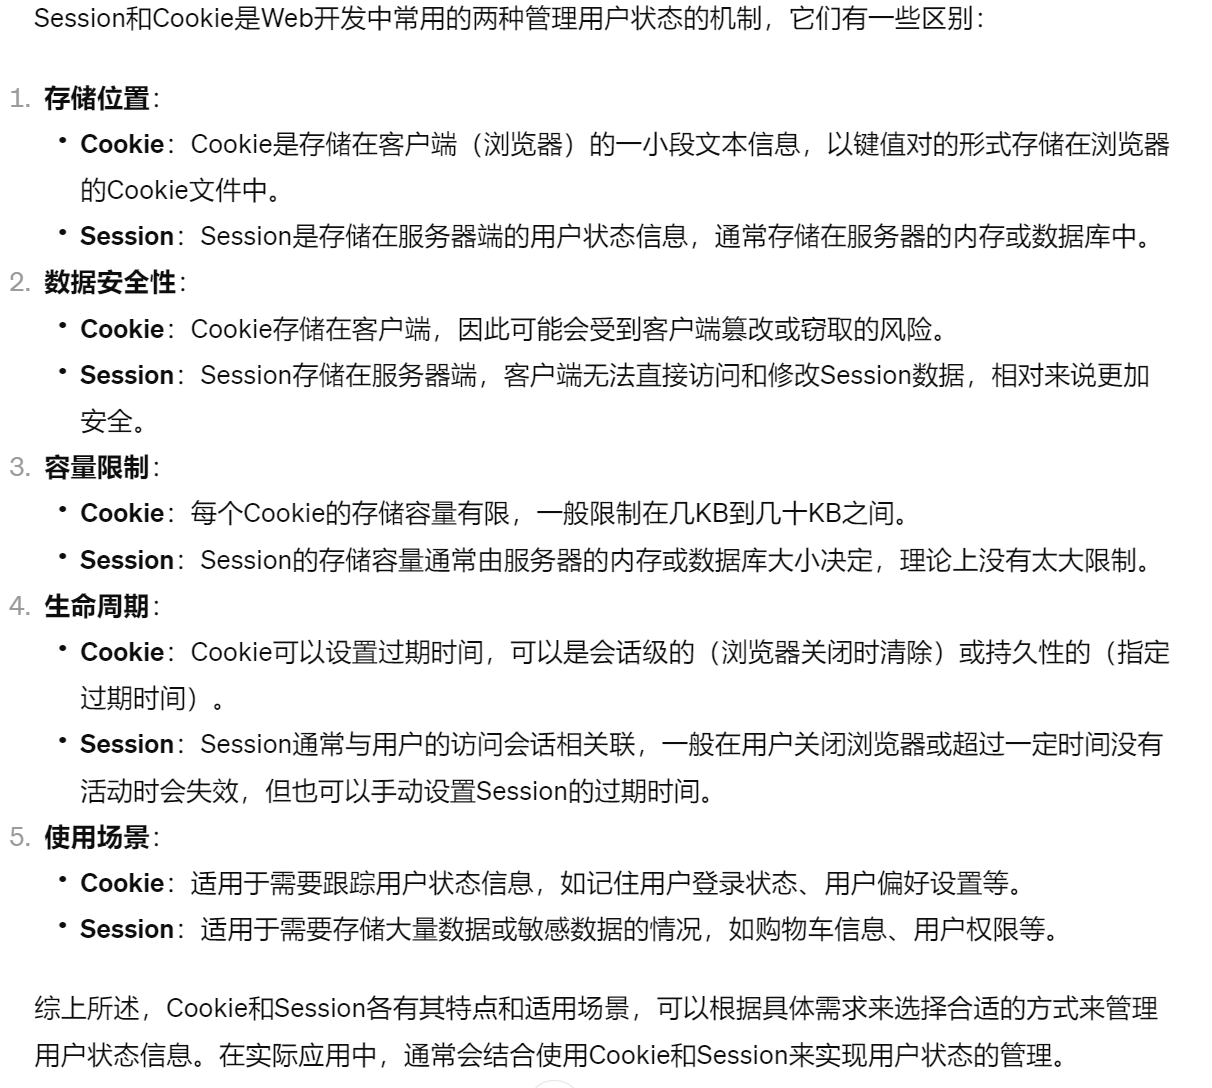 Session和Cookie是Web开发中常用的两种管理用户状态的机制，它们有一些区别：
1. 存储位置：
• Cookie：Cookie是存储在客户端（浏览器）的一小段文本信息，以键值对的形式存储在浏览器
的Cookie文件中。
• Session：Session是存储在服务器端的用户状态信息，通常存储在服务器的内存或数据库中。
2. 数据安全性：
• Cookie：Cookie存储在客户端，因此可能会受到客户端篡改或窃取的风险。
• Session：Session存储在服务器端，客户端无法直接访问和修改Session数据，相对来说更加
安全。
3. 容量限制：
• Cookie：每个Cookie的存储容量有限，一般限制在几KB到几十KB之间。
• Session：Session的存储容量通常由服务器的内存或数据库大小决定，理论上没有太大限制。
4. 生命周期：
• Cookie：Cookie可以设置过期时间，可以是会话级的（浏览器关闭时清除）或持久性的（指定
过期时间）。
• Session：Session通常与用户的访问会话相关联，一般在用户关闭浏览器或超过一定时间没有
活动时会失效，但也可以手动设置Session的过期时间。
5. 使用场景：
• Cookie：适用于需要跟踪用户状态信息，如记住用户登录状态、用户偏好设置等。
• Session：适用于需要存储大量数据或敏感数据的情况，如购物车信息、用户权限等。
综上所述，Cookie和Session各有其特点和适用场景，可以根据具体需求来选择合适的方式来管理
用户状态信息。在实际应用中，通常会结合使用Cookie和Session来实现用户状态的管理。